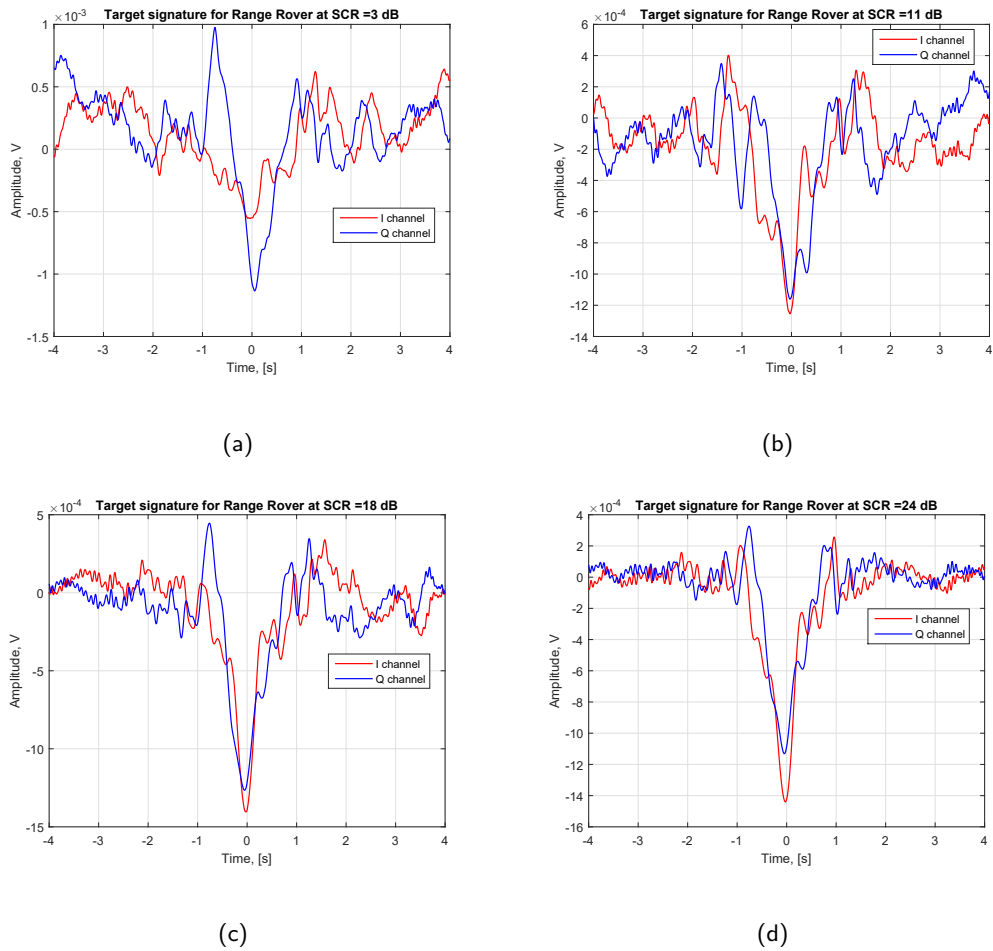 Target signature for Range Rover at SCR =3 dB
×10⁻³
1
0.5
0
-0.5
-1
-1.5
Amplitude, V
I channel
Q channel
-4 -3 -2 -1 0 1 2 3 4
Time, [s]
(a)
Target signature for Range Rover at SCR =11 dB
×10⁻⁴
6
4
2
0
-2
-4
-6
-8
-10
-12
-14
Amplitude, V
I channel
Q channel
-4 -3 -2 -1 0 1 2 3 4
Time, [s]
(b)
Target signature for Range Rover at SCR =18 dB
×10⁻⁴
5
0
-5
-10
-15
Amplitude, V
I channel
Q channel
-4 -3 -2 -1 0 1 2 3 4
Time, [s]
(c)
Target signature for Range Rover at SCR =24 dB
×10⁻⁴
4
2
0
-2
-4
-6
-8
-10
-12
-14
-16
Amplitude, V
I channel
Q channel
-4 -3 -2 -1 0 1 2 3 4
Time, [s]
(d)